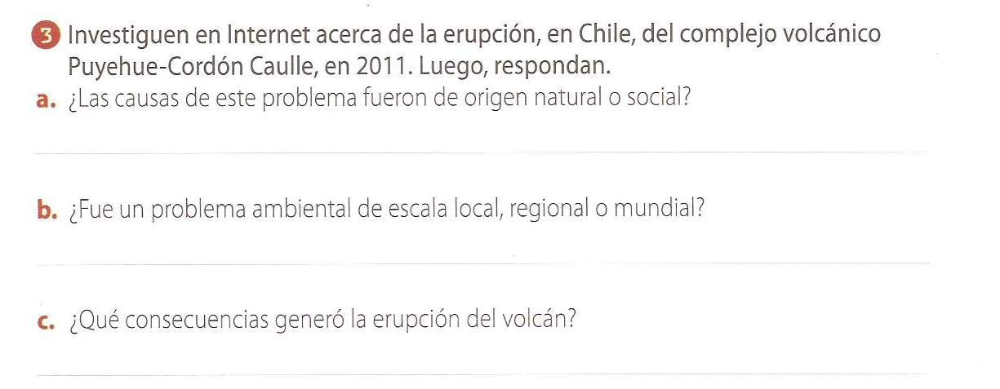 3 Investiguen en Internet acerca de la erupción, en Chile, del complejo volcánico
Puyehue-Cordón Caulle, en 2011. Luego, respondan.
a. ¿Las causas de este problema fueron de origen natural o social?
b. ¿Fue un problema ambiental de escala local, regional o mundial?
c. ¿Qué consecuencias generó la erupción del volcán?